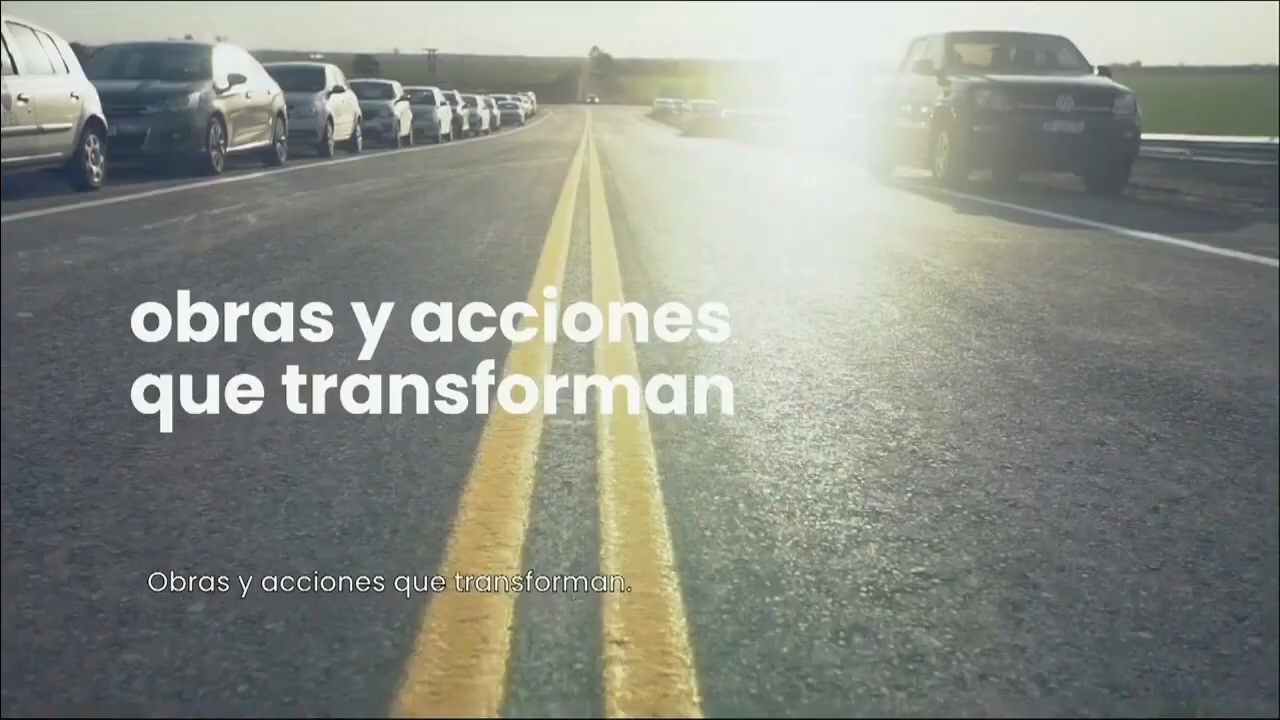 obras y acciones
que transforman
Obras y acciones que transforman.